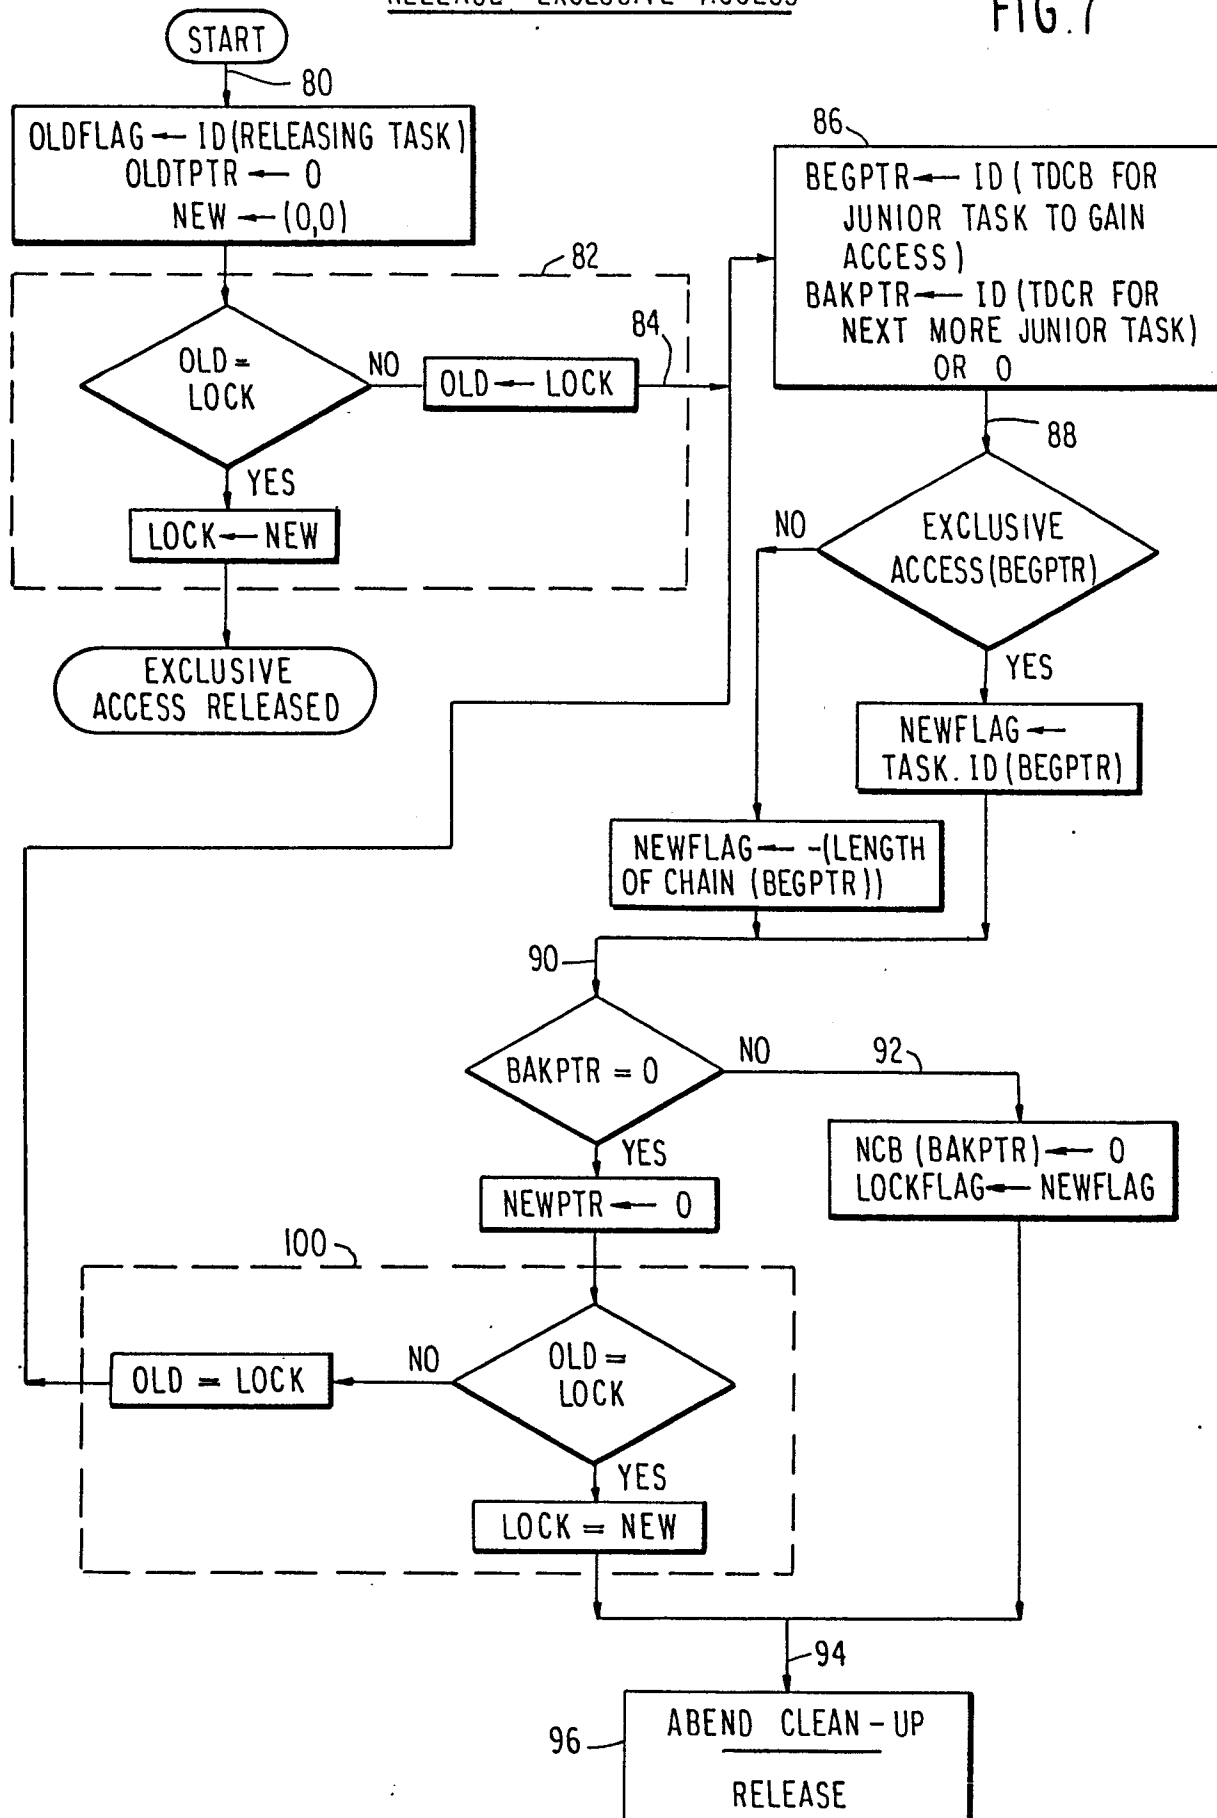 RELEASE EXCLUSIVE ACCESS
FIG. 7
START
80
OLDFLAG ← ID(RELEASING TASK)
OLDTPTR ← 0
NEW ← (0,0)
82
OLD =
LOCK
NO
OLD ← LOCK
84
YES
LOCK ← NEW
EXCLUSIVE
ACCESS RELEASED
86
BEGPTR ← ID (TDCB FOR
JUNIOR TASK TO GAIN
ACCESS)
BAKPTR ← ID (TDCR FOR
NEXT MORE JUNIOR TASK)
OR 0
88
EXCLUSIVE
ACCESS(BEGPTR)
NO
YES
NEWFLAG ←
TASK.ID(BEGPTR)
NEWFLAG ← -(LENGTH
OF CHAIN (BEGPTR))
90
BAKPTR = 0
NO
92
YES
NCB (BAKPTR) ← 0
LOCKFLAG ← NEWFLAG
NEWPTR ← 0
100
OLD =
LOCK
NO
OLD = LOCK
YES
LOCK = NEW
94
96
ABEND CLEAN-UP
RELEASE